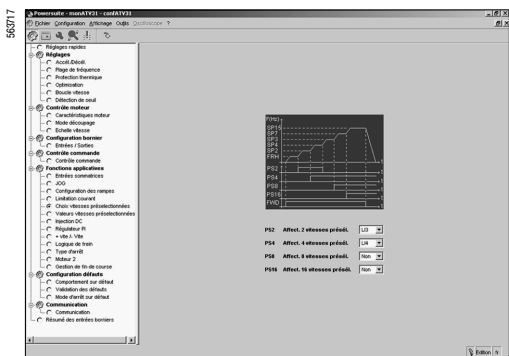 563717
Powersuite - monATV31 - confATV31
Fichier Configuration Affichage Outils Oscilloscope ?
Réglages rapides
Réglages
Accél./Décél.
Plage de fréquence
Protection thermique
Optimisation
Boucle vitesse
Détection de seuil
Contrôle moteur
Caractéristiques moteur
Mode découpage
Echelle vitesse
Configuration bornier
Entrées / Sorties
Contrôle commande
Contrôle commande
Fonctions applicatives
Entrées sommatrices
JOG
Configuration des rampes
Limitation courant
Choix vitesses présélectionnées
Valeurs vitesses présélectionnées
Injection DC
Régulateur PI
+ vite /- Vite
Logique de frein
Type d'arrêt
Moteur 2
Gestion de fin de course
Configuration défauts
Comportement sur défaut
Validation des défauts
Mode d'arrêt sur défaut
Communication
Communication
Résumé des entrées borniers
F(Hz)
SP15
SP7
SP3
SP4
SP2
FRH
t
PS2
t
PS4
t
PS8
t
PS16
t
FWD
t
PS2 Affect. 2 vitesses présél. LI3
PS4 Affect. 4 vitesses présél. LI4
PS8 Affect. 8 vitesses présél. Non
PS16 Affect. 16 vitesses présél. Non
Edition